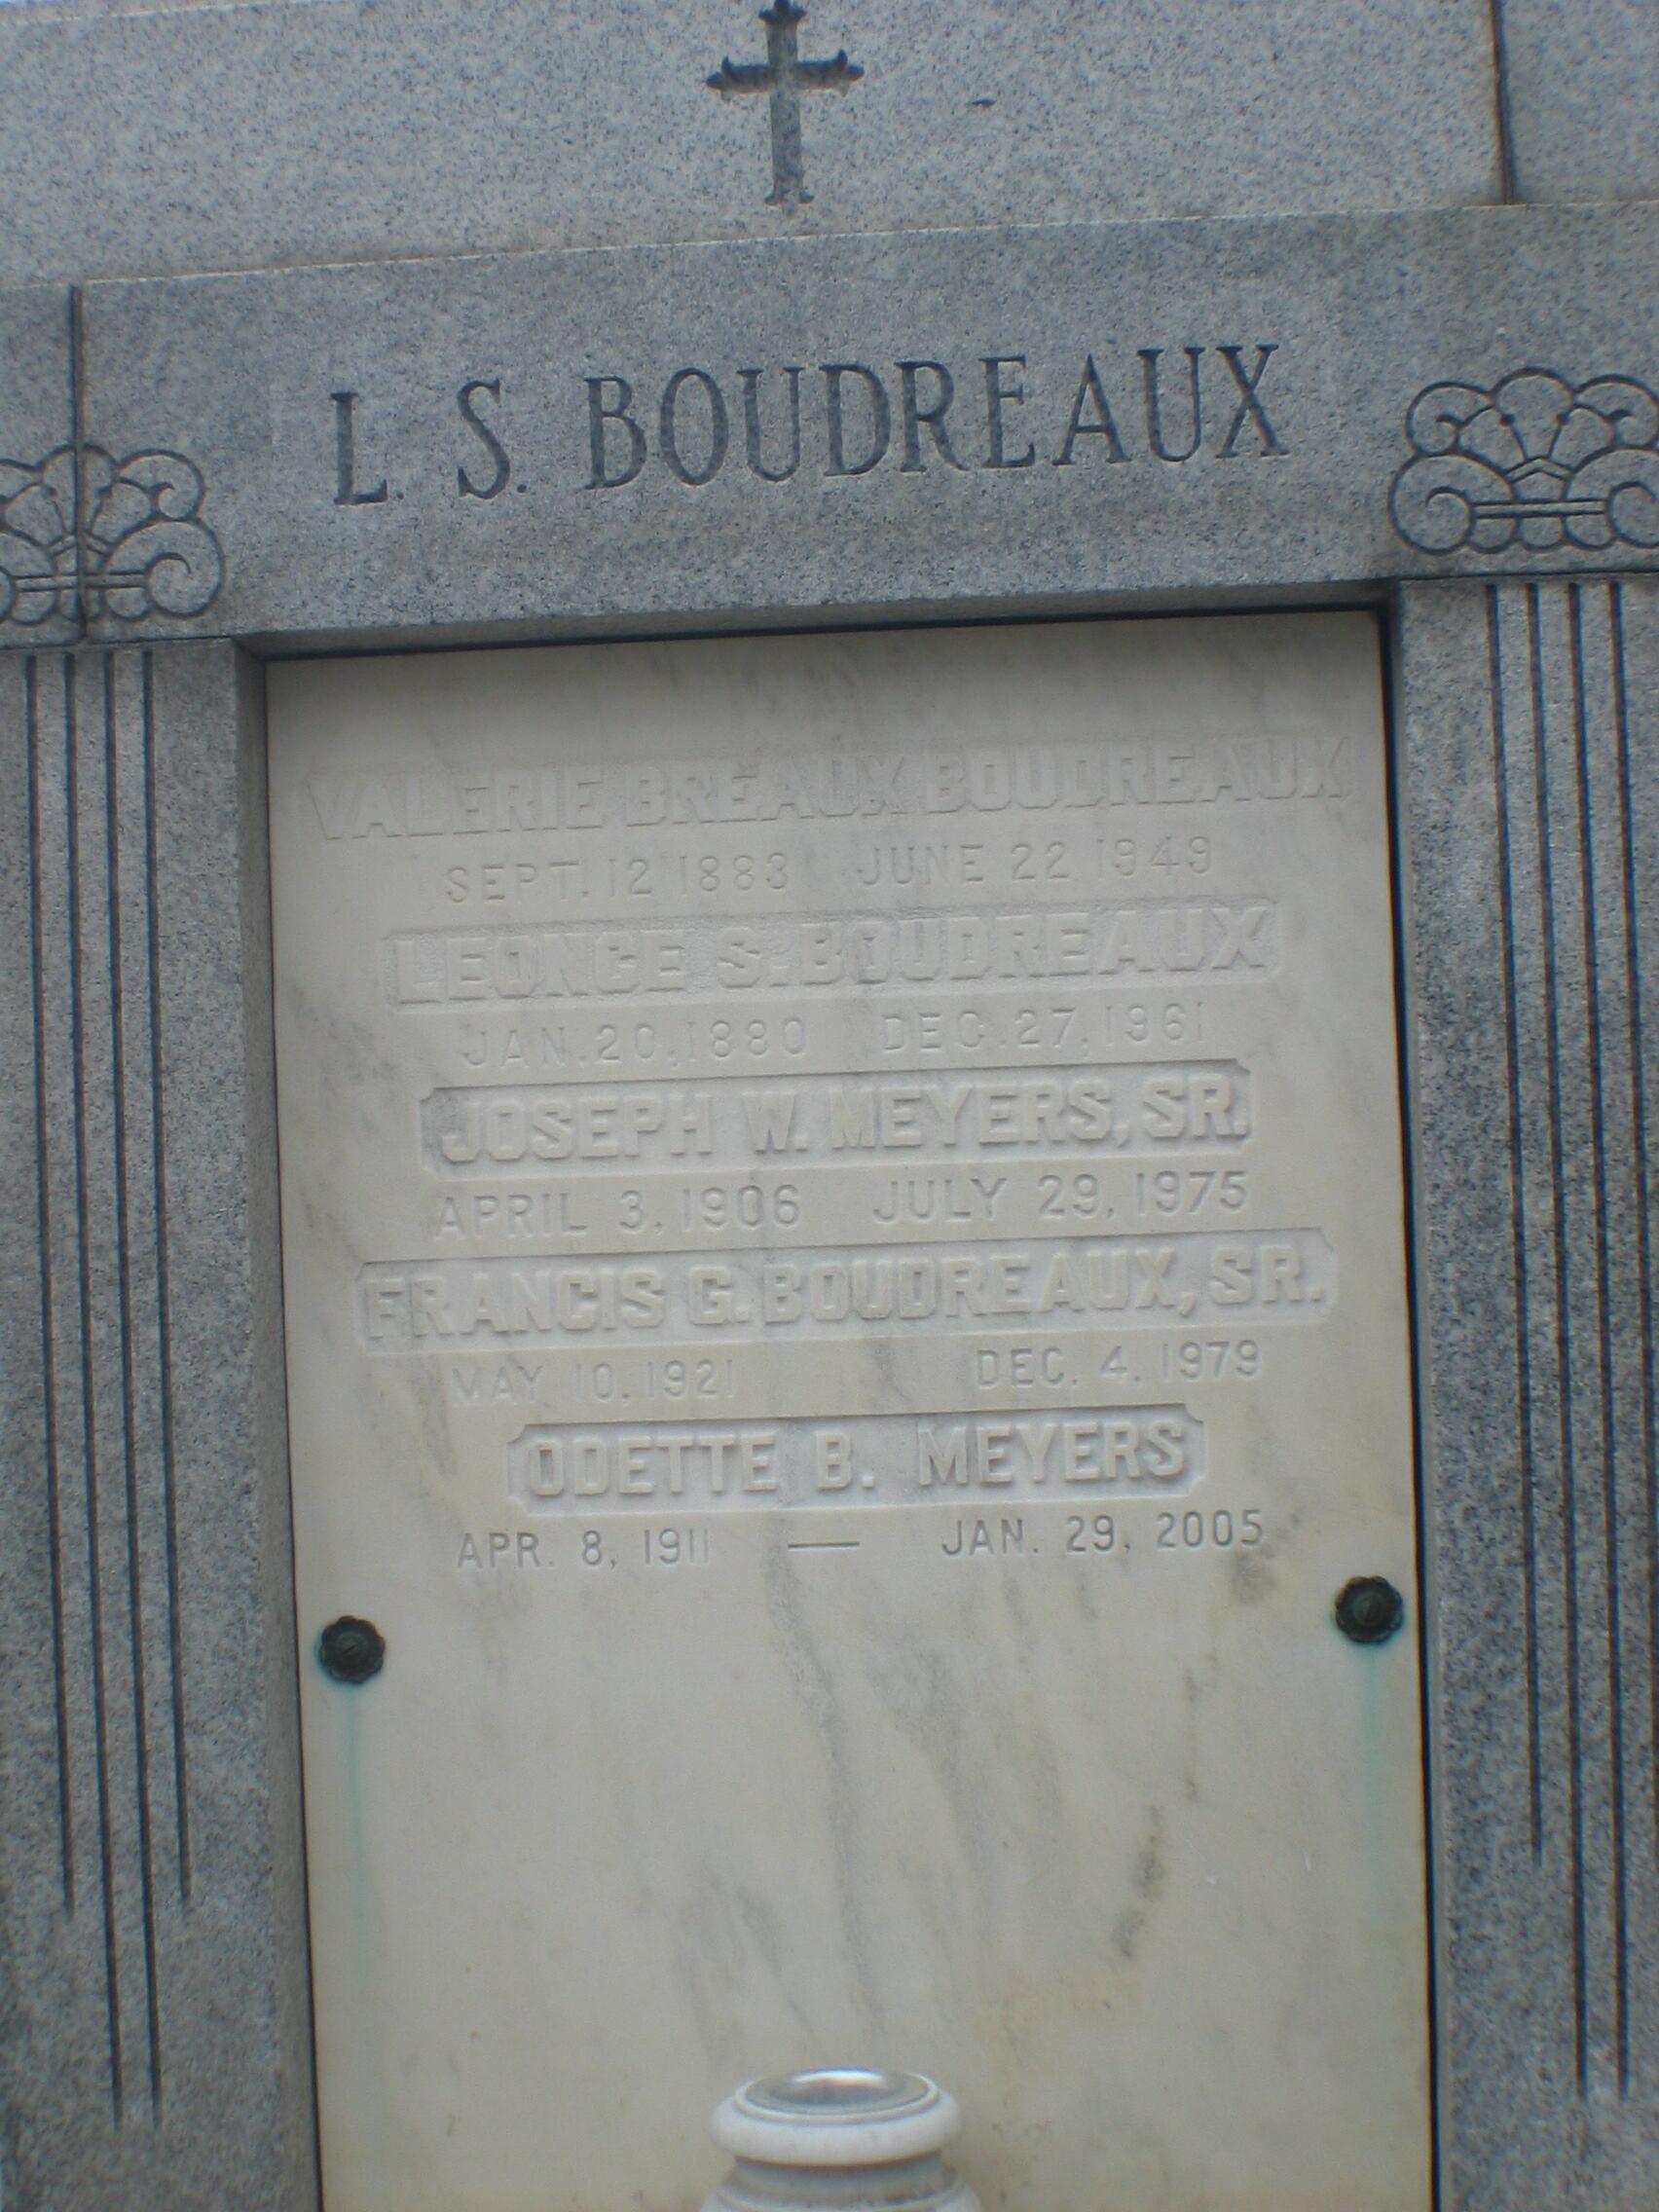 L. S. BOUDREAUX
VALERIE BREAUX BOUDREAUX
SEPT. 12 1883 JUNE 22 1949
LEONCE S. BOUDREAUX
JAN. 20, 1880 DEC. 27, 1961
JOSEPH W. MEYERS, SR.
APRIL 3, 1906 JULY 29, 1975
FRANCIS G. BOUDREAUX, SR.
MAY 10, 1921 DEC. 4, 1979
ODETTE B. MEYERS
APR. 8, 1911 — JAN. 29, 2005